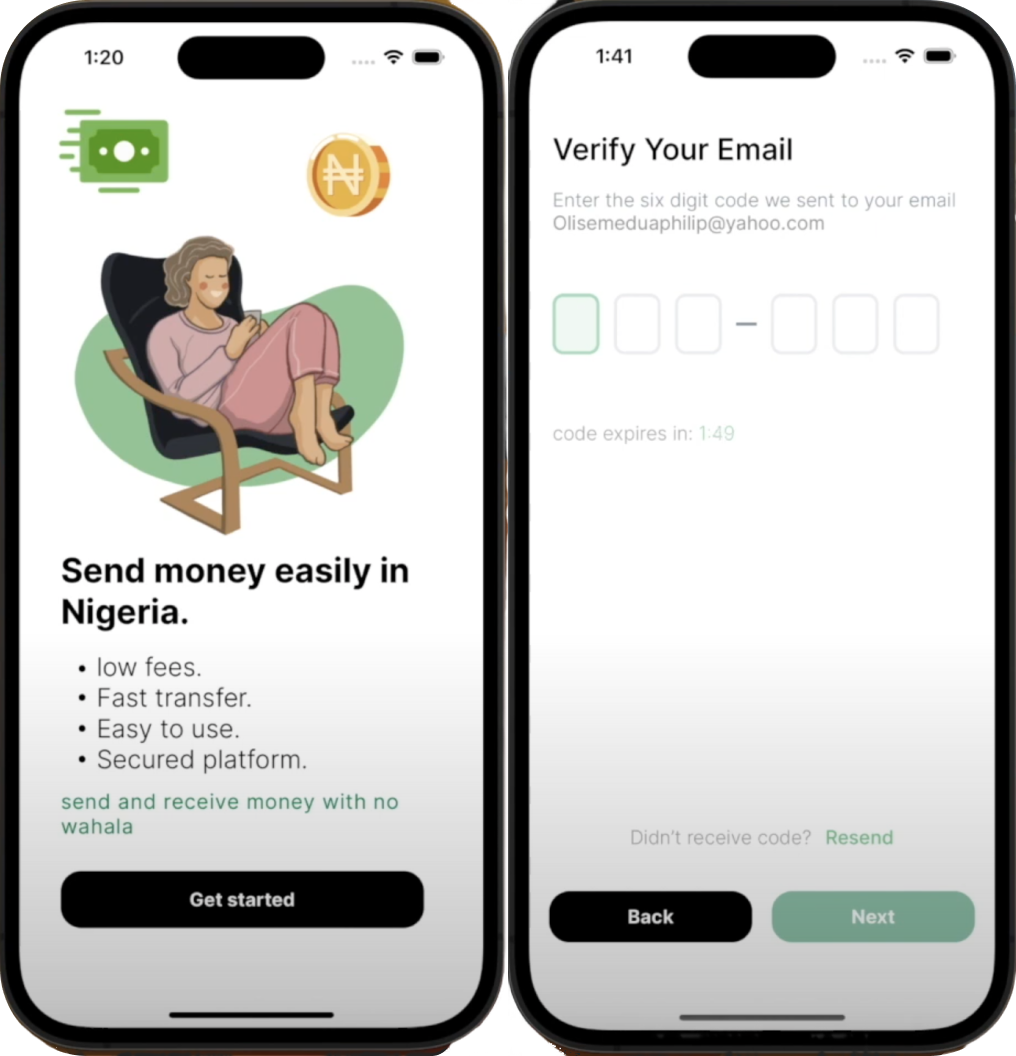 1:20
₦
Send money easily in
Nigeria.
• low fees.
• Fast transfer.
• Easy to use.
• Secured platform.
send and receive money with no
wahala
Get started
1:41
Verify Your Email
Enter the six digit code we sent to your email
Olisemeduaphilip@yahoo.com
–
code expires in: 1:49
Didn't receive code? Resend
Back Next